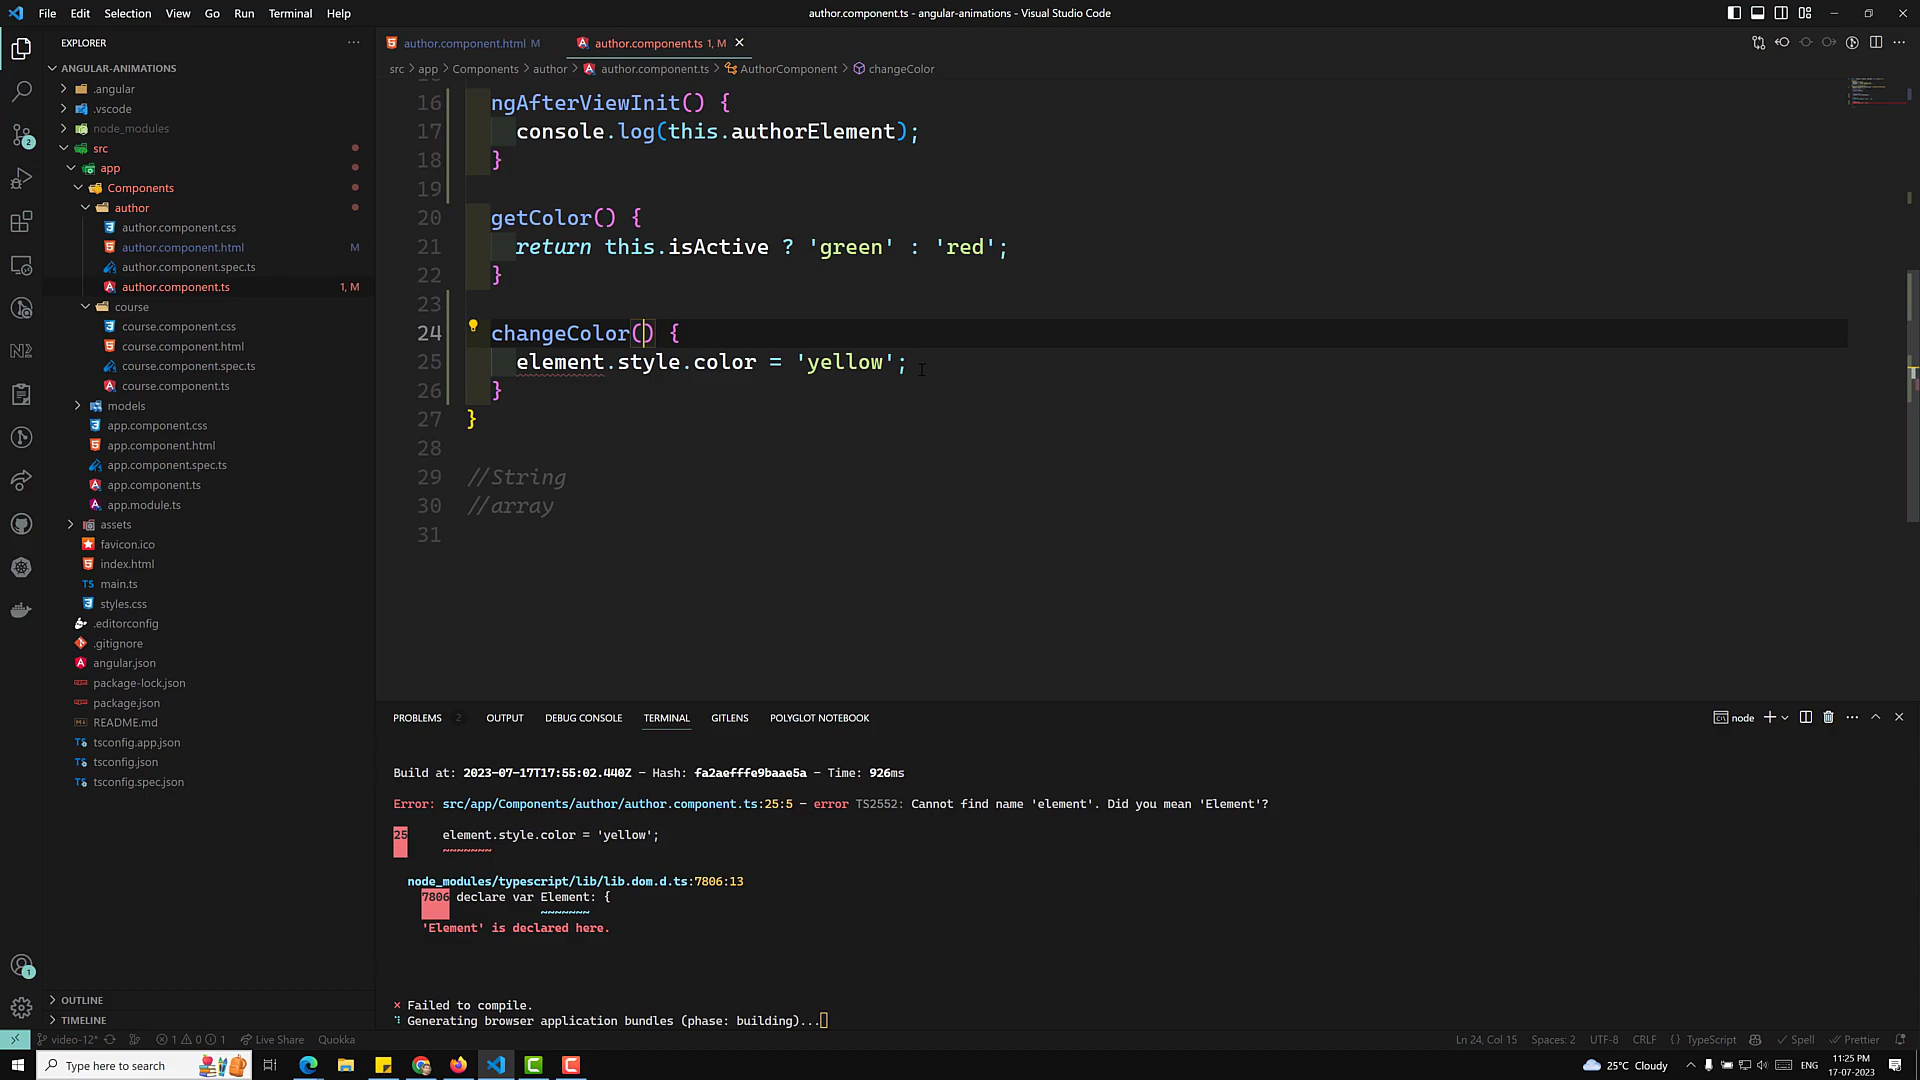 File Edit Selection View Go Run Terminal Help
author.component.ts - angular-animations - Visual Studio Code
EXPLORER
ANGULAR-ANIMATIONS
.angular
.vscode
node_modules
src
app
Components
author
author.component.css
author.component.html M
author.component.spec.ts
author.component.ts 1, M
course
course.component.css
course.component.html
course.component.spec.ts
course.component.ts
models
app.component.css
app.component.html
app.component.spec.ts
app.component.ts
app.module.ts
assets
favicon.ico
index.html
main.ts
styles.css
.editorconfig
.gitignore
angular.json
package-lock.json
package.json
README.md
tsconfig.app.json
tsconfig.json
tsconfig.spec.json
OUTLINE
TIMELINE
author.component.html M
author.component.ts 1, M
src > app > Components > author > author.component.ts > AuthorComponent > changeColor
16 ngAfterViewInit() {
17 console.log(this.authorElement);
18 }
19
20 getColor() {
21 return this.isActive ? 'green' : 'red';
22 }
23
24 changeColor() {
25 element.style.color = 'yellow';
26 }
27 }
28
29 //String
30 //array
31
PROBLEMS 2 OUTPUT DEBUG CONSOLE TERMINAL GITLENS POLYGLOT NOTEBOOK
node
Build at: 2023-07-17T17:55:02.440Z - Hash: fa2aefffe9baae5a - Time: 926ms
Error: src/app/Components/author/author.component.ts:25:5 - error TS2552: Cannot find name 'element'. Did you mean 'Element'?
25 element.style.color = 'yellow';
~~~~~~~
node_modules/typescript/lib/lib.dom.d.ts:7806:13
7806 declare var Element: {
~~~~~~~
'Element' is declared here.
× Failed to compile.
Generating browser application bundles (phase: building)...
video-12* 1 0 1 Live Share Quokka
Ln 24, Col 15 Spaces: 2 UTF-8 CRLF {} TypeScript Spell Prettier
Type here to search
25°C Cloudy
ENG
11:25 PM
17-07-2023